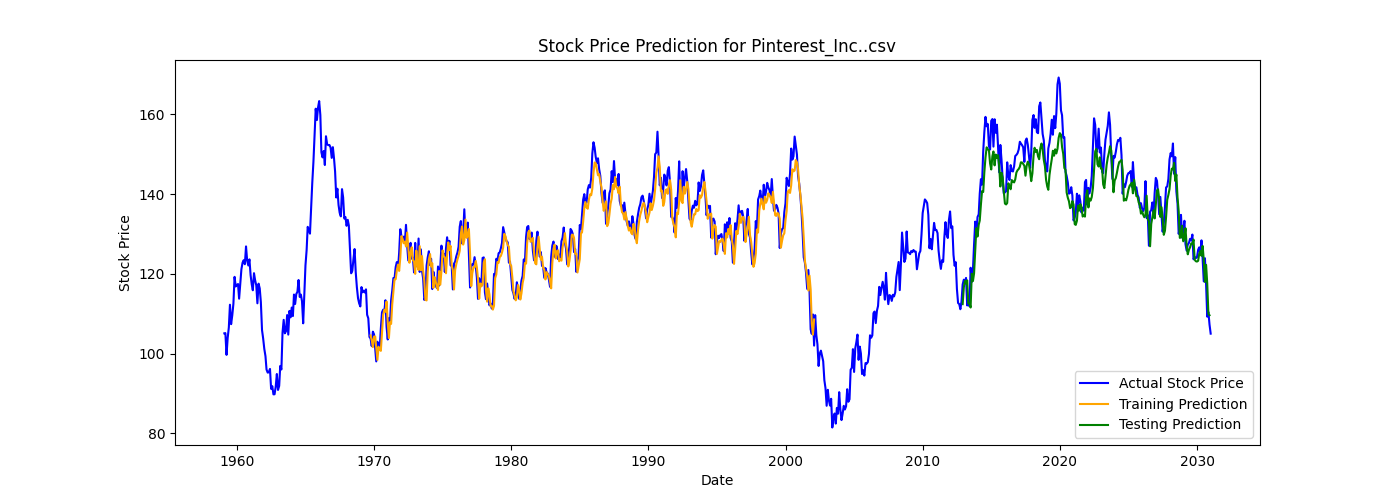 Stock Price Prediction for Pinterest_Inc..csv
Stock Price
160
140
120
100
80
Actual Stock Price
Training Prediction
Testing Prediction
1960 1970 1980 1990 2000 2010 2020 2030
Date